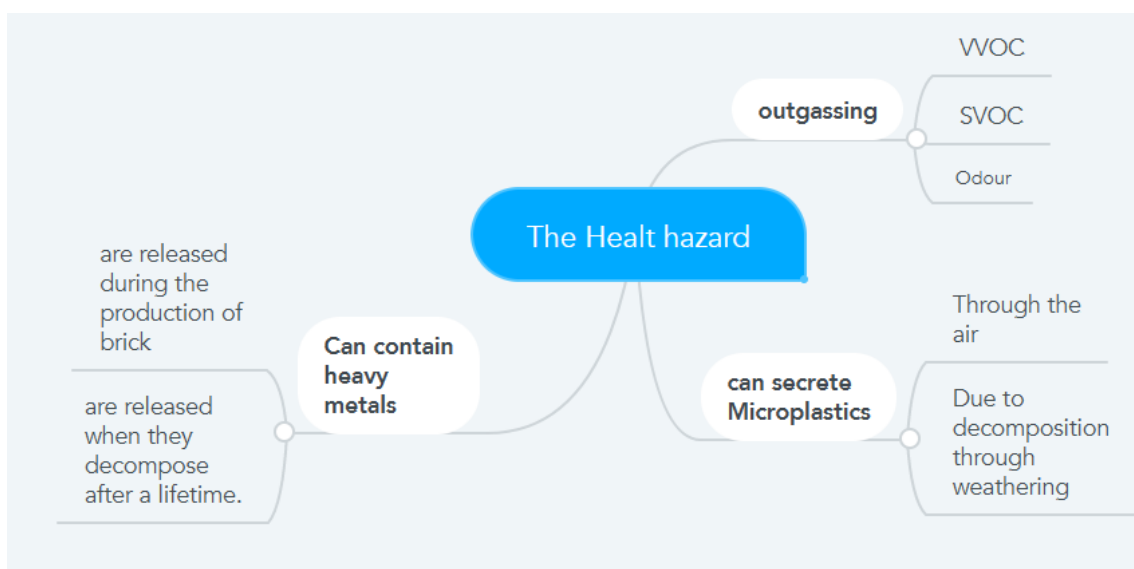 The Healt hazard
outgassing
VVOC
SVOC
Odour
can secrete
Microplastics
Through the
air
Due to
decomposition
through
weathering
Can contain
heavy
metals
are released
during the
production of
brick
are released
when they
decompose
after a lifetime.